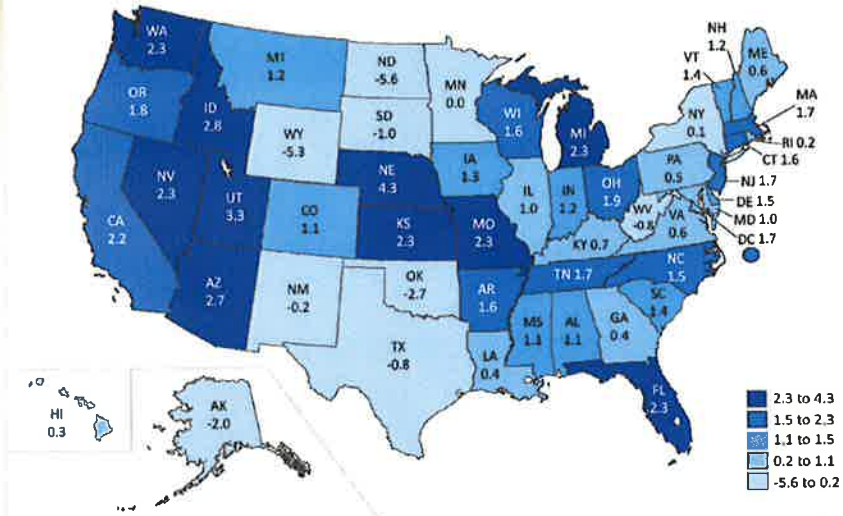 WA
2.3
OR
1.8
CA
2.2
NV
2.3
ID
2.8
MT
1.2
WY
-5.3
UT
3.3
AZ
2.7
CO
1.1
NM
-0.2
ND
-5.6
SD
-1.0
NE
4.3
KS
2.3
OK
-2.7
TX
-0.8
MN
0.0
IA
1.3
MO
2.3
AR
1.6
LA
0.4
WI
1.6
IL
1.0
MI
2.3
IN
1.2
OH
1.9
KY 0.7
TN 1.7
MS
1.1
AL
1.1
GA
0.4
FL
2.3
SC
1.4
NC
1.5
VA
0.6
WV
-0.8
PA
0.5
NY
0.1
VT
1.4
NH
1.2
ME
0.6
MA
1.7
RI 0.2
CT 1.6
NJ 1.7
DE 1.5
MD 1.0
DC 1.7
HI
0.3
AK
-2.0
2.3 to 4.3
1.5 to 2.3
1.1 to 1.5
0.2 to 1.1
-5.6 to 0.2